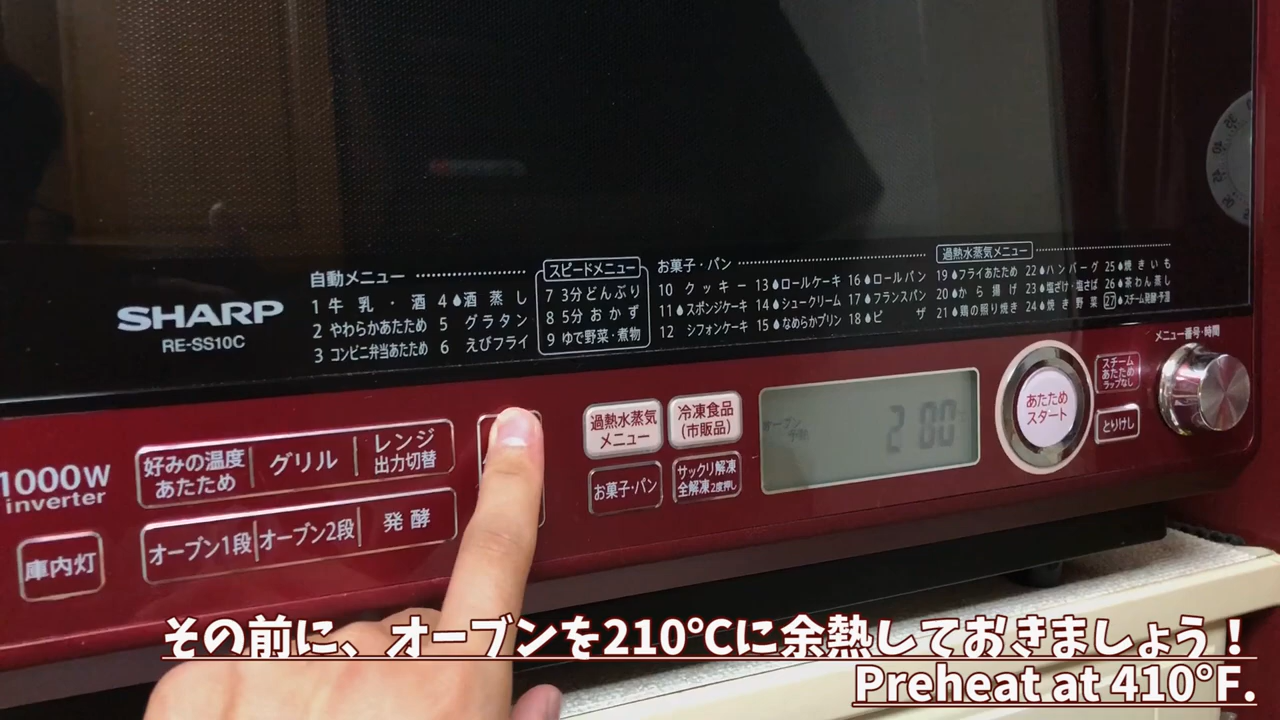 自動メニュー
1 牛乳・酒 4 酒蒸し
2 やわらかあたため 5 グラタン
3 コンビニ弁当あたため 6 えびフライ
スピードメニュー
7 3分どんぶり
8 5分おかず
9 ゆで野菜・煮物
お菓子・パン
10 クッキー 13 ロールケーキ 16 ロールパン
11 スポンジケーキ 14 シュークリーム 17 フランスパン
12 シフォンケーキ 15 なめらかプリン 18 ピザ
過熱水蒸気メニュー
19 フライあたため 22 ハンバーグ 25 焼きいも
20 から揚げ 23 塩ざけ・塩さば 26 茶わん蒸し
21 鶏の照り焼き 24 焼き野菜 27 スチーム発酵・予湿
SHARP
RE-SS10C
1000W
inverter
好みの温度
あたため
グリル
レンジ
出力切替
オーブン1段
オーブン2段
発酵
庫内灯
過熱水蒸気
メニュー
冷凍食品
(市販品)
お菓子・パン
サックリ解凍
全解凍2度押し
オーブン
予熱
200
あたため
スタート
スチーム
あたため
ラップなし
とりけし
メニュー番号・時間
その前に、オーブンを210℃に余熱しておきましょう！
Preheat at 410°F.